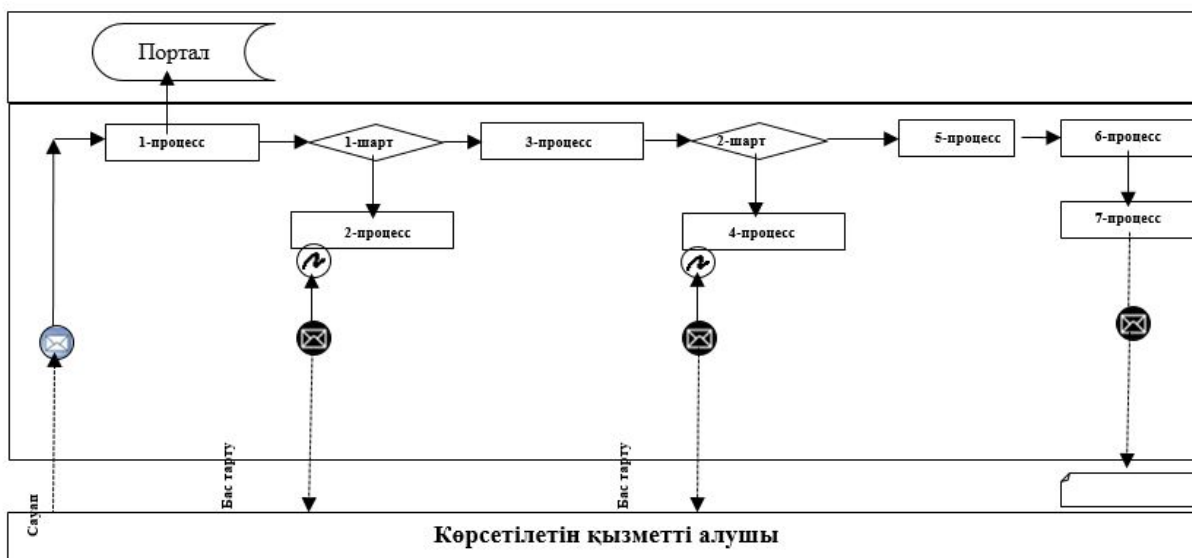 Портал
1-процесс
1-шарт
3-процесс
2-шарт
5-процесс
6-процесс
2-процесс
4-процесс
7-процесс
Сауап
Бас тарту
Бас тарту
Көрсетілетін қызметті алушы